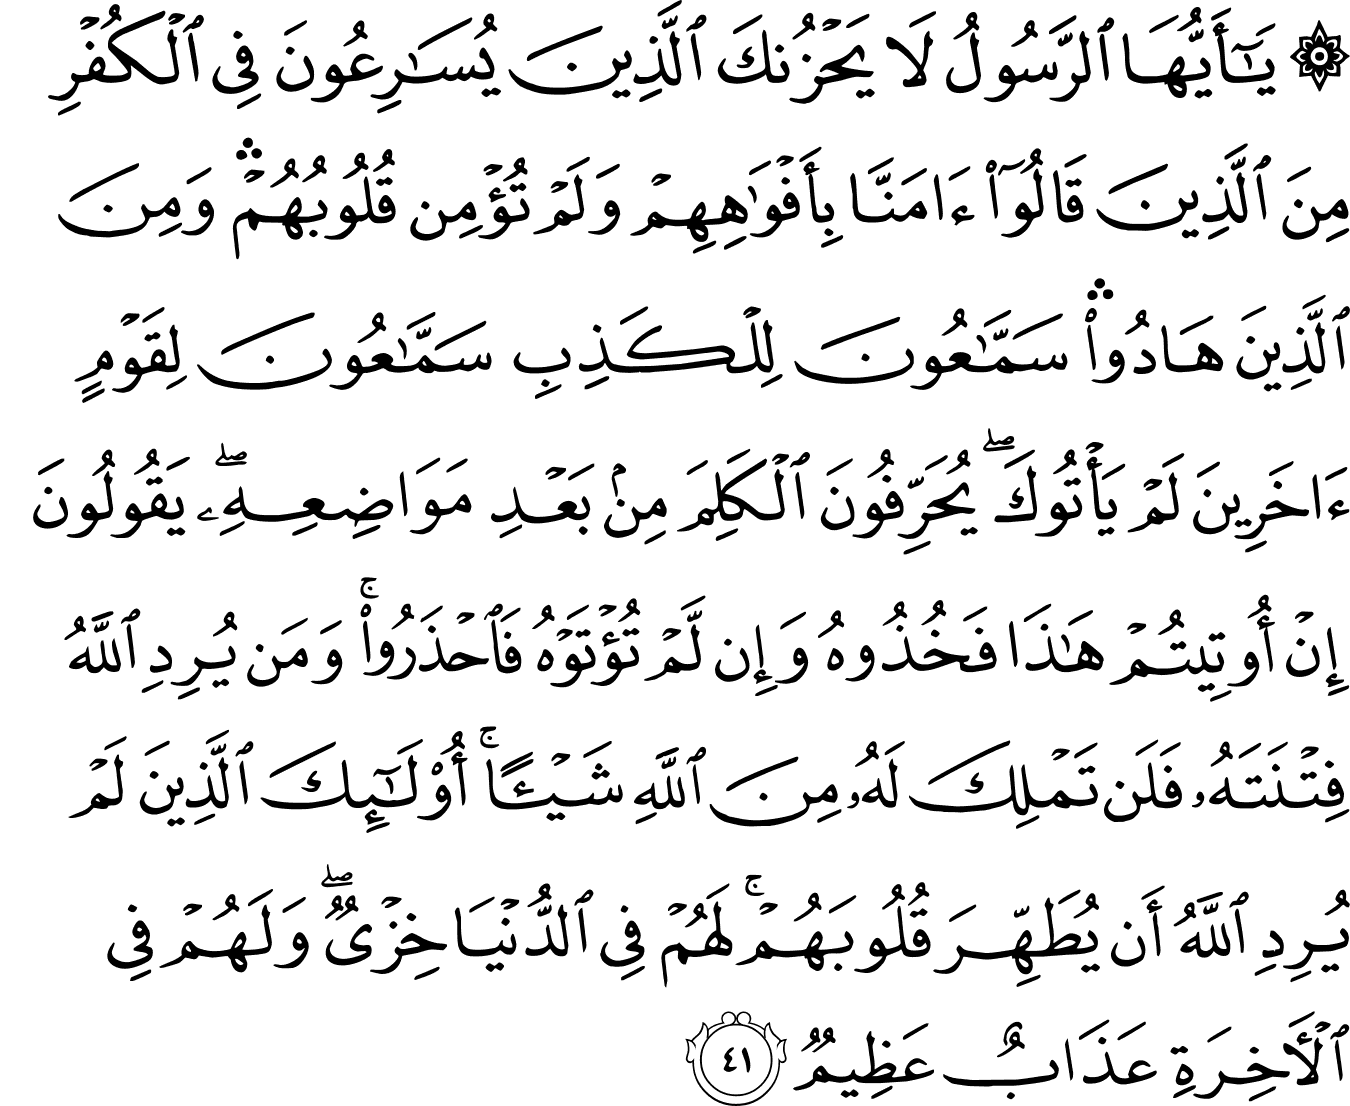 ۞ يَـٰٓأَيُّهَا ٱلرَّسُولُ لَا يَحْزُنكَ ٱلَّذِينَ يُسَـٰرِعُونَ فِى ٱلْكُفْرِ
مِنَ ٱلَّذِينَ قَالُوٓا۟ ءَامَنَّا بِأَفْوَٰهِهِمْ وَلَمْ تُؤْمِن قُلُوبُهُمْ ۛ وَمِنَ
ٱلَّذِينَ هَادُوا۟ ۛ سَمَّـٰعُونَ لِلْكَذِبِ سَمَّـٰعُونَ لِقَوْمٍ
ءَاخَرِينَ لَمْ يَأْتُوكَ ۖ يُحَرِّفُونَ ٱلْكَلِمَ مِنۢ بَعْدِ مَوَاضِعِهِۦ ۖ يَقُولُونَ
إِنْ أُوتِيتُمْ هَـٰذَا فَخُذُوهُ وَإِن لَّمْ تُؤْتَوْهُ فَٱحْذَرُوا۟ ۚ وَمَن يُرِدِ ٱللَّهُ
فِتْنَتَهُۥ فَلَن تَمْلِكَ لَهُۥ مِنَ ٱللَّهِ شَيْـًٔا ۚ أُو۟لَـٰٓئِكَ ٱلَّذِينَ لَمْ
يُرِدِ ٱللَّهُ أَن يُطَهِّرَ قُلُوبَهُمْ ۚ لَهُمْ فِى ٱلدُّنْيَا خِزْىٌ ۖ وَلَهُمْ فِى
ٱلْـَٔاخِرَةِ عَذَابٌ عَظِيمٌ ٤١